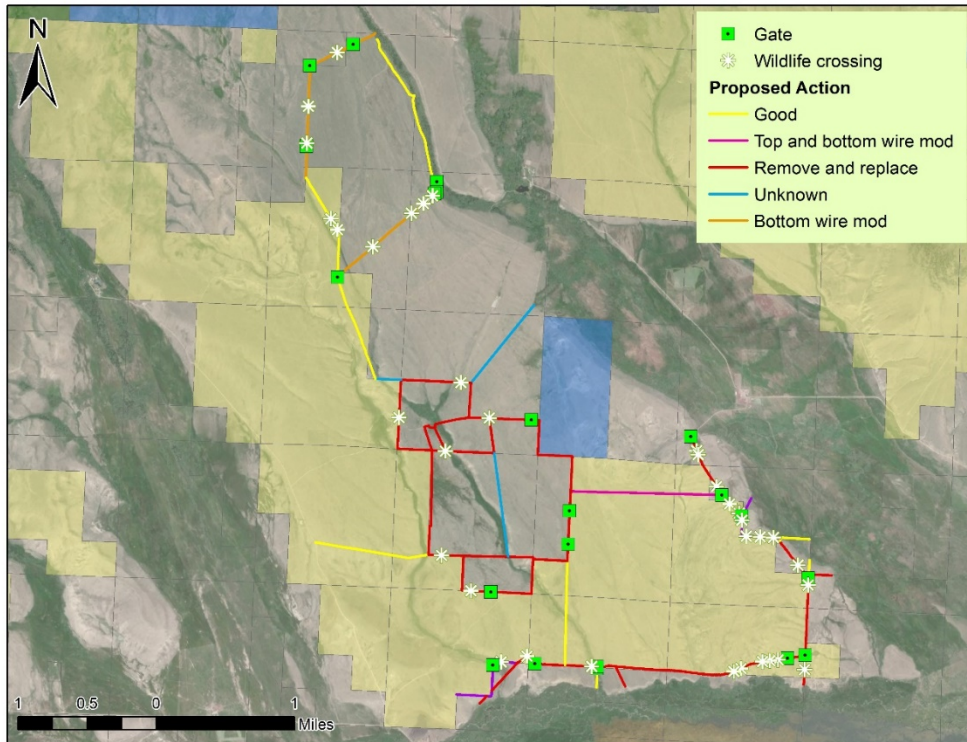 N
Gate
Wildlife crossing
Proposed Action
Good
Top and bottom wire mod
Remove and replace
Unknown
Bottom wire mod
1 0.5 0 1
Miles